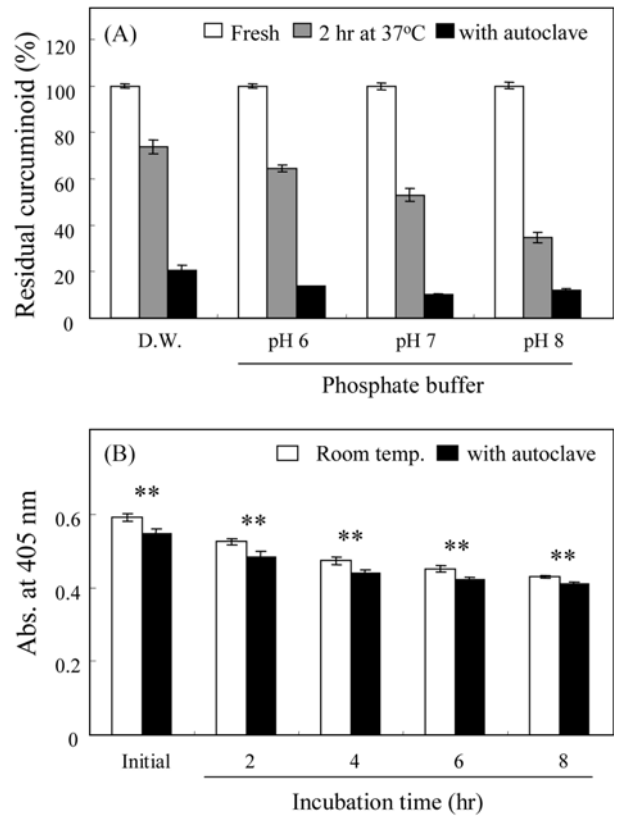 (A)
Fresh 2 hr at 37ºC with autoclave
Residual curcuminoid (%)
120
100
80
60
40
20
0
D.W. pH 6 pH 7 pH 8
Phosphate buffer
(B)
Room temp. with autoclave
Abs. at 405 nm
0.6
0.4
0.2
0
** ** ** ** **
Initial 2 4 6 8
Incubation time (hr)